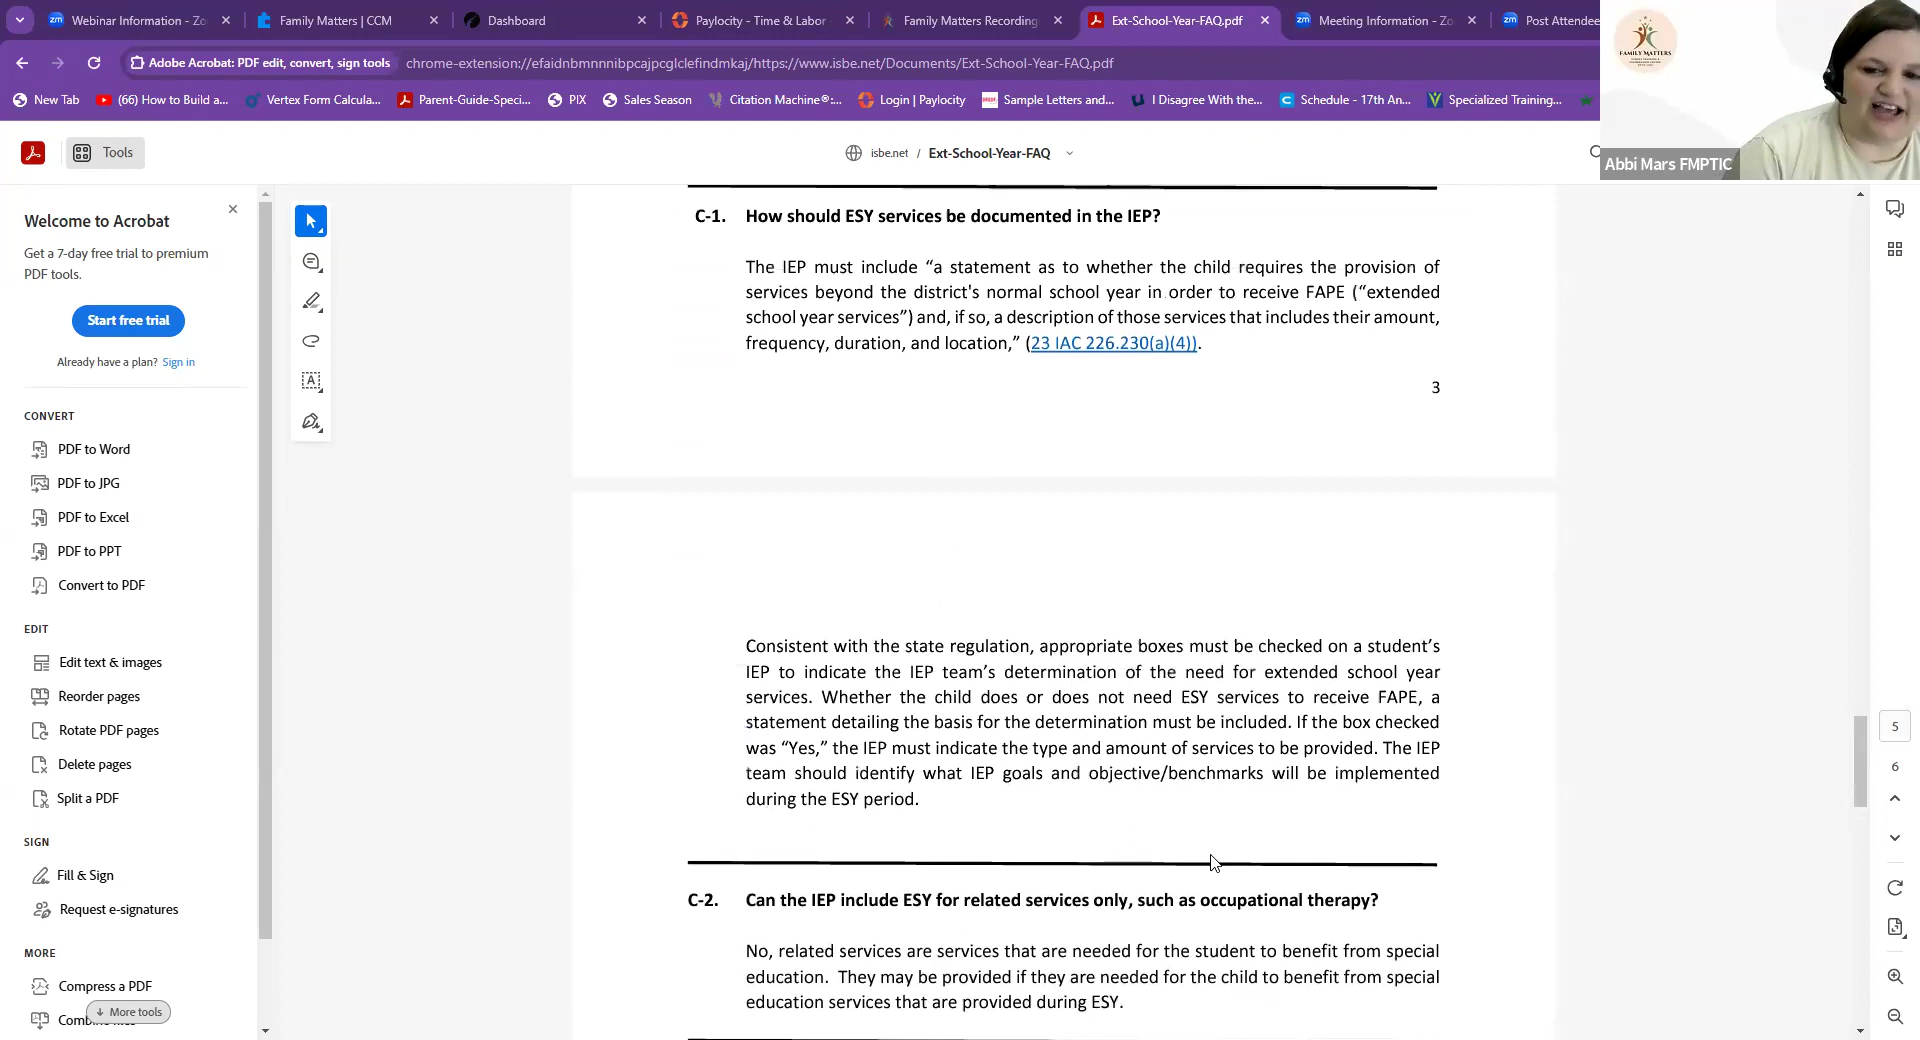 Webinar Information - Zo
Family Matters | CCM
Dashboard
Paylocity - Time & Labor
Family Matters Recording
Ext-School-Year-FAQ.pdf
Meeting Information - Zo
Post Attendee
Adobe Acrobat: PDF edit, convert, sign tools
chrome-extension://efaidnbmnnnibpcajpcglclefindmkaj/https://www.isbe.net/Documents/Ext-School-Year-FAQ.pdf
New Tab
(66) How to Build a...
Vertex Form Calcula...
Parent-Guide-Speci...
PIX
Sales Season
Citation Machine®:...
Login | Paylocity
Sample Letters and...
I Disagree With the...
Schedule - 17th An...
Specialized Training...
FAMILY MATTERS
Abbi Mars FMPTIC
Tools
isbe.net / Ext-School-Year-FAQ
Welcome to Acrobat
Get a 7-day free trial to premium
PDF tools.
Start free trial
Already have a plan? Sign in
CONVERT
PDF to Word
PDF to JPG
PDF to Excel
PDF to PPT
Convert to PDF
EDIT
Edit text & images
Reorder pages
Rotate PDF pages
Delete pages
Split a PDF
SIGN
Fill & Sign
Request e-signatures
MORE
Compress a PDF
More tools
C-1. How should ESY services be documented in the IEP?
The IEP must include “a statement as to whether the child requires the provision of
services beyond the district's normal school year in order to receive FAPE (“extended
school year services”) and, if so, a description of those services that includes their amount,
frequency, duration, and location,” (23 IAC 226.230(a)(4)).
3
Consistent with the state regulation, appropriate boxes must be checked on a student’s
IEP to indicate the IEP team’s determination of the need for extended school year
services. Whether the child does or does not need ESY services to receive FAPE, a
statement detailing the basis for the determination must be included. If the box checked
was “Yes,” the IEP must indicate the type and amount of services to be provided. The IEP
team should identify what IEP goals and objective/benchmarks will be implemented
during the ESY period.
C-2. Can the IEP include ESY for related services only, such as occupational therapy?
No, related services are services that are needed for the student to benefit from special
education. They may be provided if they are needed for the child to benefit from special
education services that are provided during ESY.
5
6